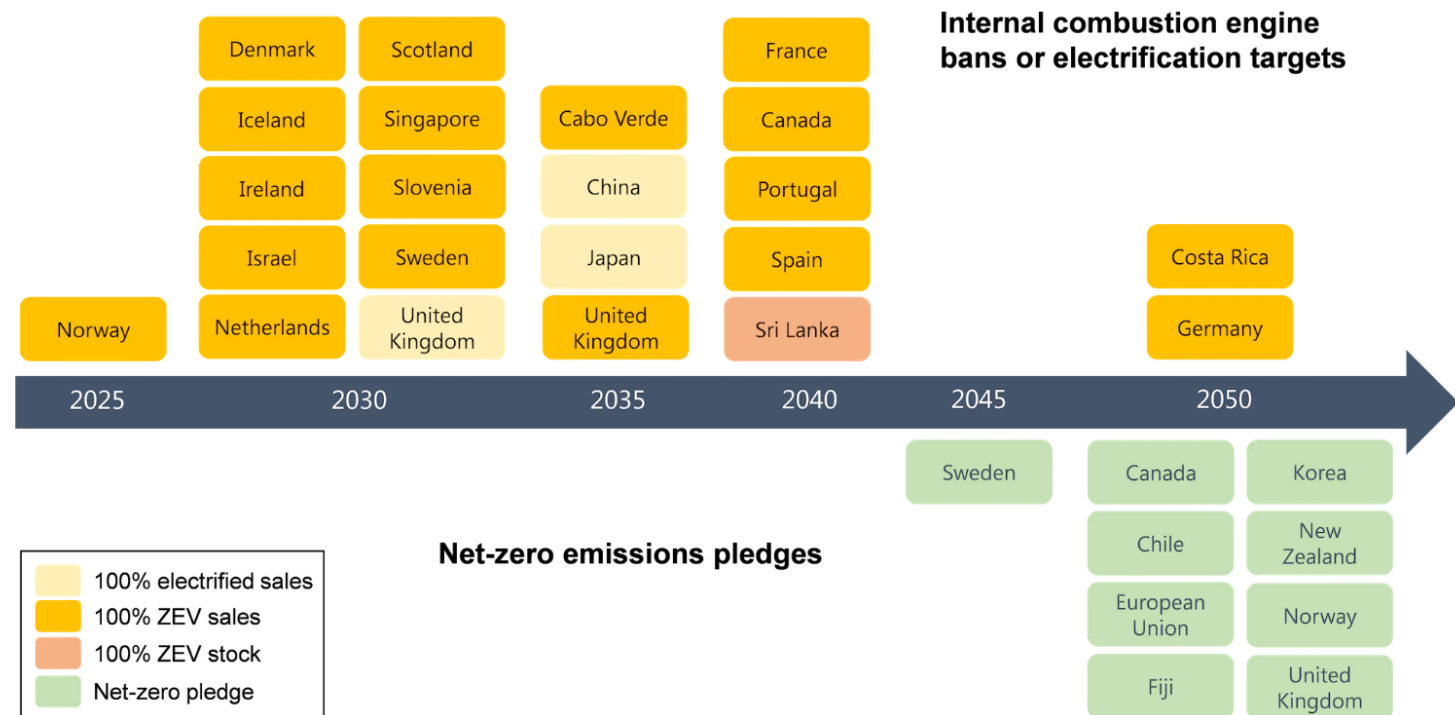 Internal combustion engine
bans or electrification targets
Denmark
Scotland
France
Iceland
Singapore
Cabo Verde
Canada
Ireland
Slovenia
China
Portugal
Israel
Sweden
Japan
Spain
Costa Rica
Norway
Netherlands
United
Kingdom
United
Kingdom
Sri Lanka
Germany
2025
2030
2035
2040
2045
2050
Sweden
Canada
Korea
Chile
New
Zealand
European
Union
Norway
Fiji
United
Kingdom
Net-zero emissions pledges
100% electrified sales
100% ZEV sales
100% ZEV stock
Net-zero pledge